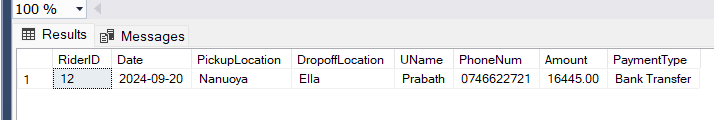 100 %
Results Messages
RiderID Date PickupLocation DropoffLocation UName PhoneNum Amount PaymentType
1 12 2024-09-20 Nanuoya Ella Prabath 0746622721 16445.00 Bank Transfer